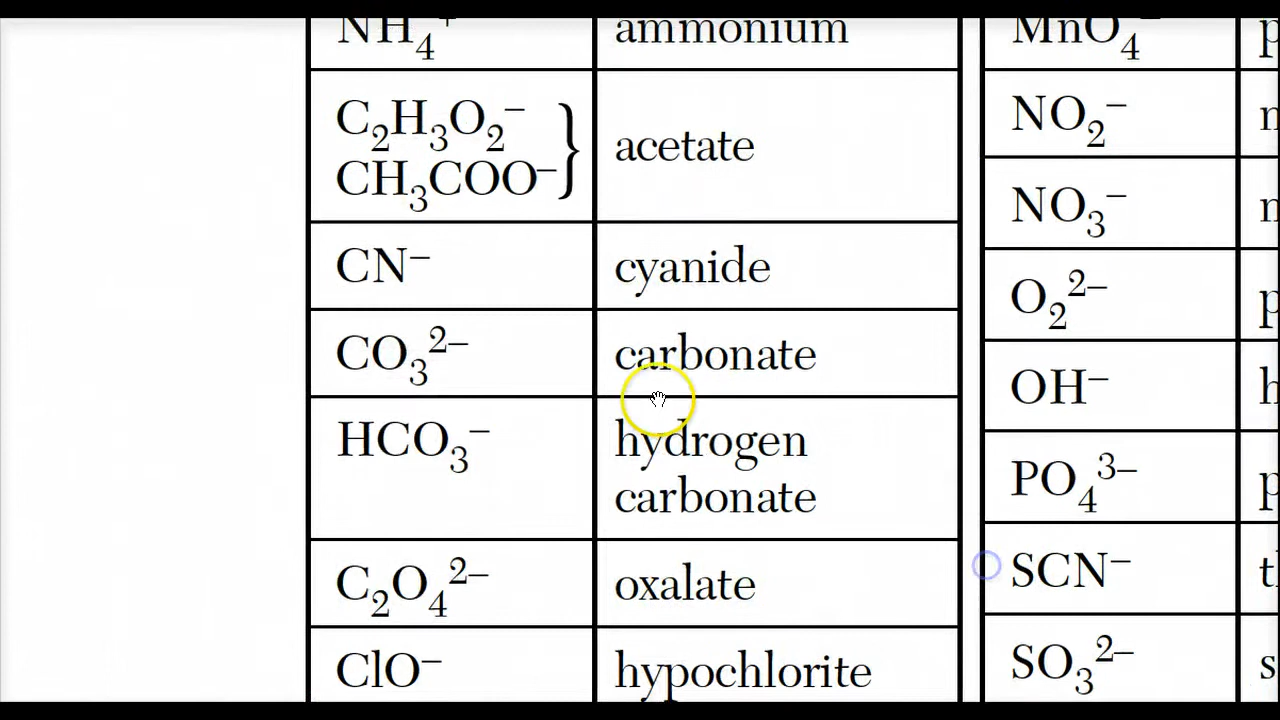 NH₄⁺ ammonium
C₂H₃O₂⁻
CH₃COO⁻ } acetate
CN⁻ cyanide
CO₃²⁻ carbonate
HCO₃⁻ hydrogen
carbonate
C₂O₄²⁻ oxalate
ClO⁻ hypochlorite
MnO₄⁻ p
NO₂⁻ n
NO₃⁻ n
O₂²⁻ p
OH⁻ h
PO₄³⁻ p
SCN⁻ t
SO₃²⁻ s